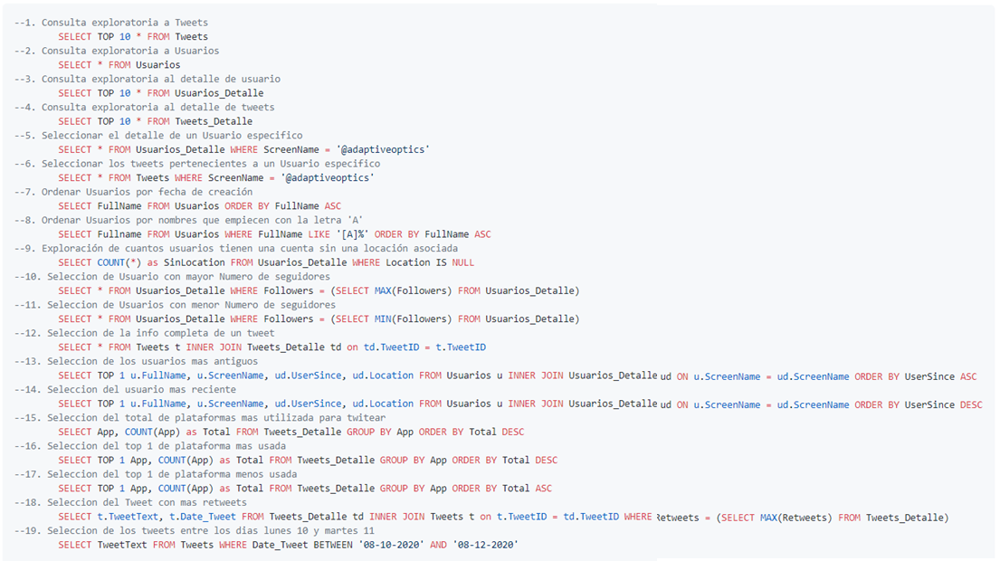 --1. Consulta exploratoria a Tweets
SELECT TOP 10 * FROM Tweets
--2. Consulta exploratoria a Usuarios
SELECT * FROM Usuarios
--3. Consulta exploratoria al detalle de usuario
SELECT TOP 10 * FROM Usuarios_Detalle
--4. Consulta exploratoria al detalle de tweets
SELECT TOP 10 * FROM Tweets_Detalle
--5. Seleccionar el detalle de un Usuario especifico
SELECT * FROM Usuarios_Detalle WHERE ScreenName = '@adaptiveoptics'
--6. Seleccionar los tweets pertenecientes a un Usuario especifico
SELECT * FROM Tweets WHERE ScreenName = '@adaptiveoptics'
--7. Ordenar Usuarios por fecha de creación
SELECT FullName FROM Usuarios ORDER BY FullName ASC
--8. Ordenar Usuarios por nombres que empiecen con la letra 'A'
SELECT Fullname FROM Usuarios WHERE FullName LIKE '[A]%' ORDER BY FullName ASC
--9. Exploración de cuantos usuarios tienen una cuenta sin una locación asociada
SELECT COUNT(*) as SinLocation FROM Usuarios_Detalle WHERE Location IS NULL
--10. Seleccion de Usuario con mayor Numero de seguidores
SELECT * FROM Usuarios_Detalle WHERE Followers = (SELECT MAX(Followers) FROM Usuarios_Detalle)
--11. Seleccion de Usuarios con menor Numero de seguidores
SELECT * FROM Usuarios_Detalle WHERE Followers = (SELECT MIN(Followers) FROM Usuarios_Detalle)
--12. Seleccion de la info completa de un tweet
SELECT * FROM Tweets t INNER JOIN Tweets_Detalle td on td.TweetID = t.TweetID
--13. Seleccion de los usuarios mas antiguos
SELECT TOP 1 u.FullName, u.ScreenName, ud.UserSince, ud.Location FROM Usuarios u INNER JOIN Usuarios_Detalle ud ON u.ScreenName = ud.ScreenName ORDER BY UserSince ASC
--14. Seleccion del usuario mas reciente
SELECT TOP 1 u.FullName, u.ScreenName, ud.UserSince, ud.Location FROM Usuarios u INNER JOIN Usuarios_Detalle ud ON u.ScreenName = ud.ScreenName ORDER BY UserSince DESC
--15. Seleccion del total de plataformas mas utilizada para twitear
SELECT App, COUNT(App) as Total FROM Tweets_Detalle GROUP BY App ORDER BY Total DESC
--16. Seleccion del top 1 de plataforma mas usada
SELECT TOP 1 App, COUNT(App) as Total FROM Tweets_Detalle GROUP BY App ORDER BY Total DESC
--17. Seleccion del top 1 de plataforma menos usada
SELECT TOP 1 App, COUNT(App) as Total FROM Tweets_Detalle GROUP BY App ORDER BY Total ASC
--18. Seleccion del Tweet con mas retweets
SELECT t.TweetText, t.Date_Tweet FROM Tweets_Detalle td INNER JOIN Tweets t on t.TweetID = td.TweetID WHERE Retweets = (SELECT MAX(Retweets) FROM Tweets_Detalle)
--19. Seleccion de los tweets entre los dias lunes 10 y martes 11
SELECT TweetText FROM Tweets WHERE Date_Tweet BETWEEN '08-10-2020' AND '08-12-2020'